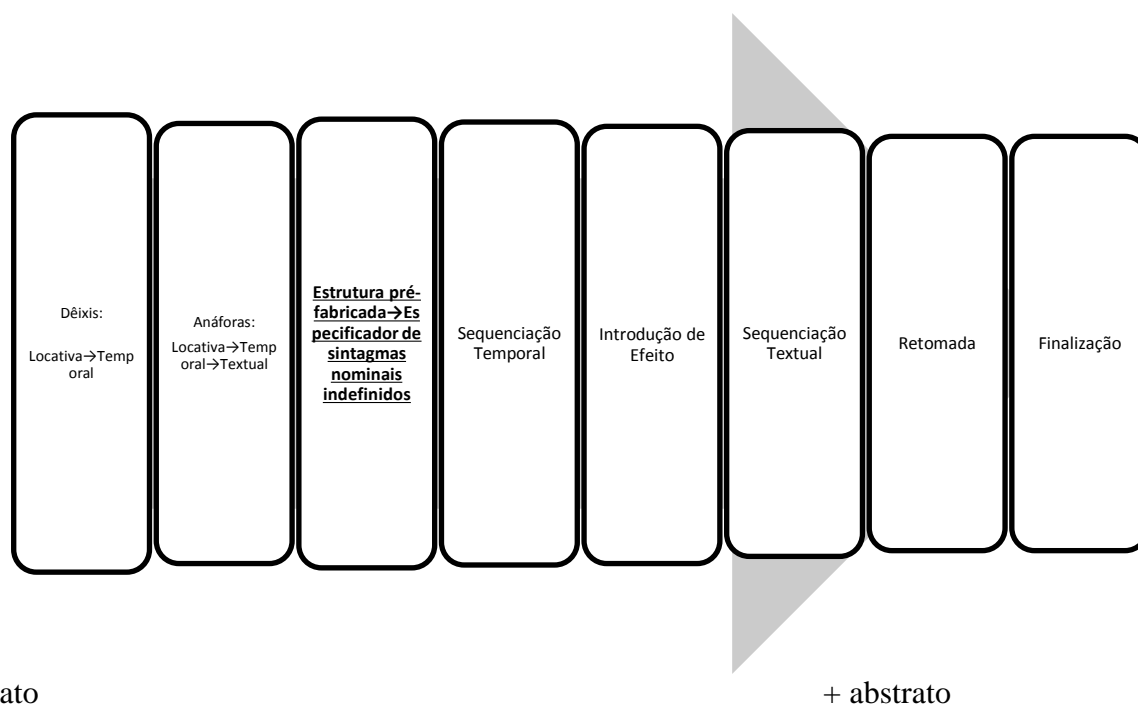 Dêixis:
Locativa→Temp
oral
Anáforas:
Locativa→Temp
oral→Textual
Estrutura pré-
fabricada→Es
pecificador de
sintagmas
nominais
indefinidos
Sequenciação
Temporal
Introdução de
Efeito
Sequenciação
Textual
Retomada
Finalização
ato
+ abstrato